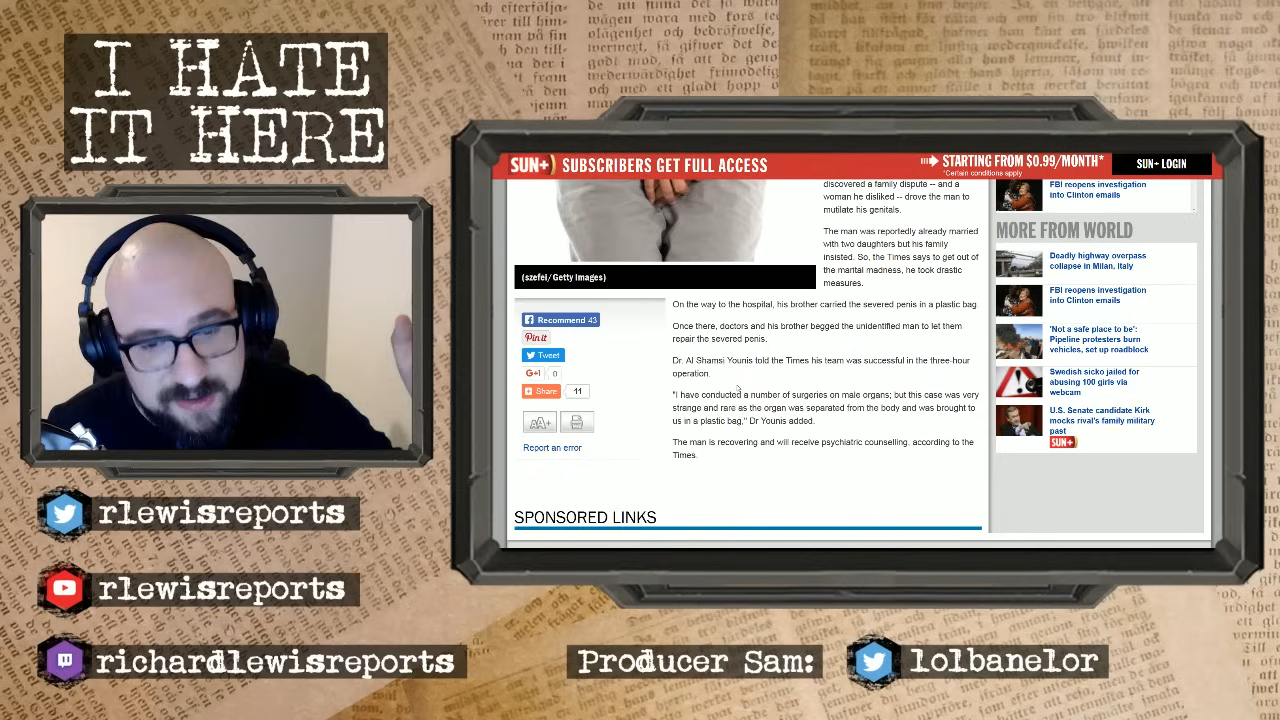 I HATE
IT HERE
SUN+ SUBSCRIBERS GET FULL ACCESS
STARTING FROM $0.99/MONTH*
*Certain conditions apply
SUN+ LOGIN
discovered a family dispute -- and a
woman he disliked -- drove the man to
mutilate his genitals.
The man was reportedly already married
with two daughters but his family
insisted. So, the Times says to get out of
the marital madness, he took drastic
measures.
(szefei/Getty Images)
On the way to the hospital, his brother carried the severed penis in a plastic bag
Once there, doctors and his brother begged the unidentified man to let them
repair the severed penis.
Dr. Al Shamsi Younis told the Times his team was successful in the three-hour
operation.
"I have conducted a number of surgeries on male organs; but this case was very
strange and rare as the organ was separated from the body and was brought to
us in a plastic bag," Dr Younis added.
The man is recovering and will receive psychiatric counselling, according to the
Times.
Recommend 43
Pin it
Tweet
G+1 0
Share 11
AA+
Report an error
SPONSORED LINKS
FBI reopens investigation
into Clinton emails
MORE FROM WORLD
Deadly highway overpass
collapse in Milan, Italy
FBI reopens investigation
into Clinton emails
'Not a safe place to be':
Pipeline protesters burn
vehicles, set up roadblock
Swedish sicko jailed for
abusing 100 girls via
webcam
U.S. Senate candidate Kirk
mocks rival's family military
past
SUN+
rlewisreports
rlewisreports
richardlewisreports
Producer Sam: lolbanelor